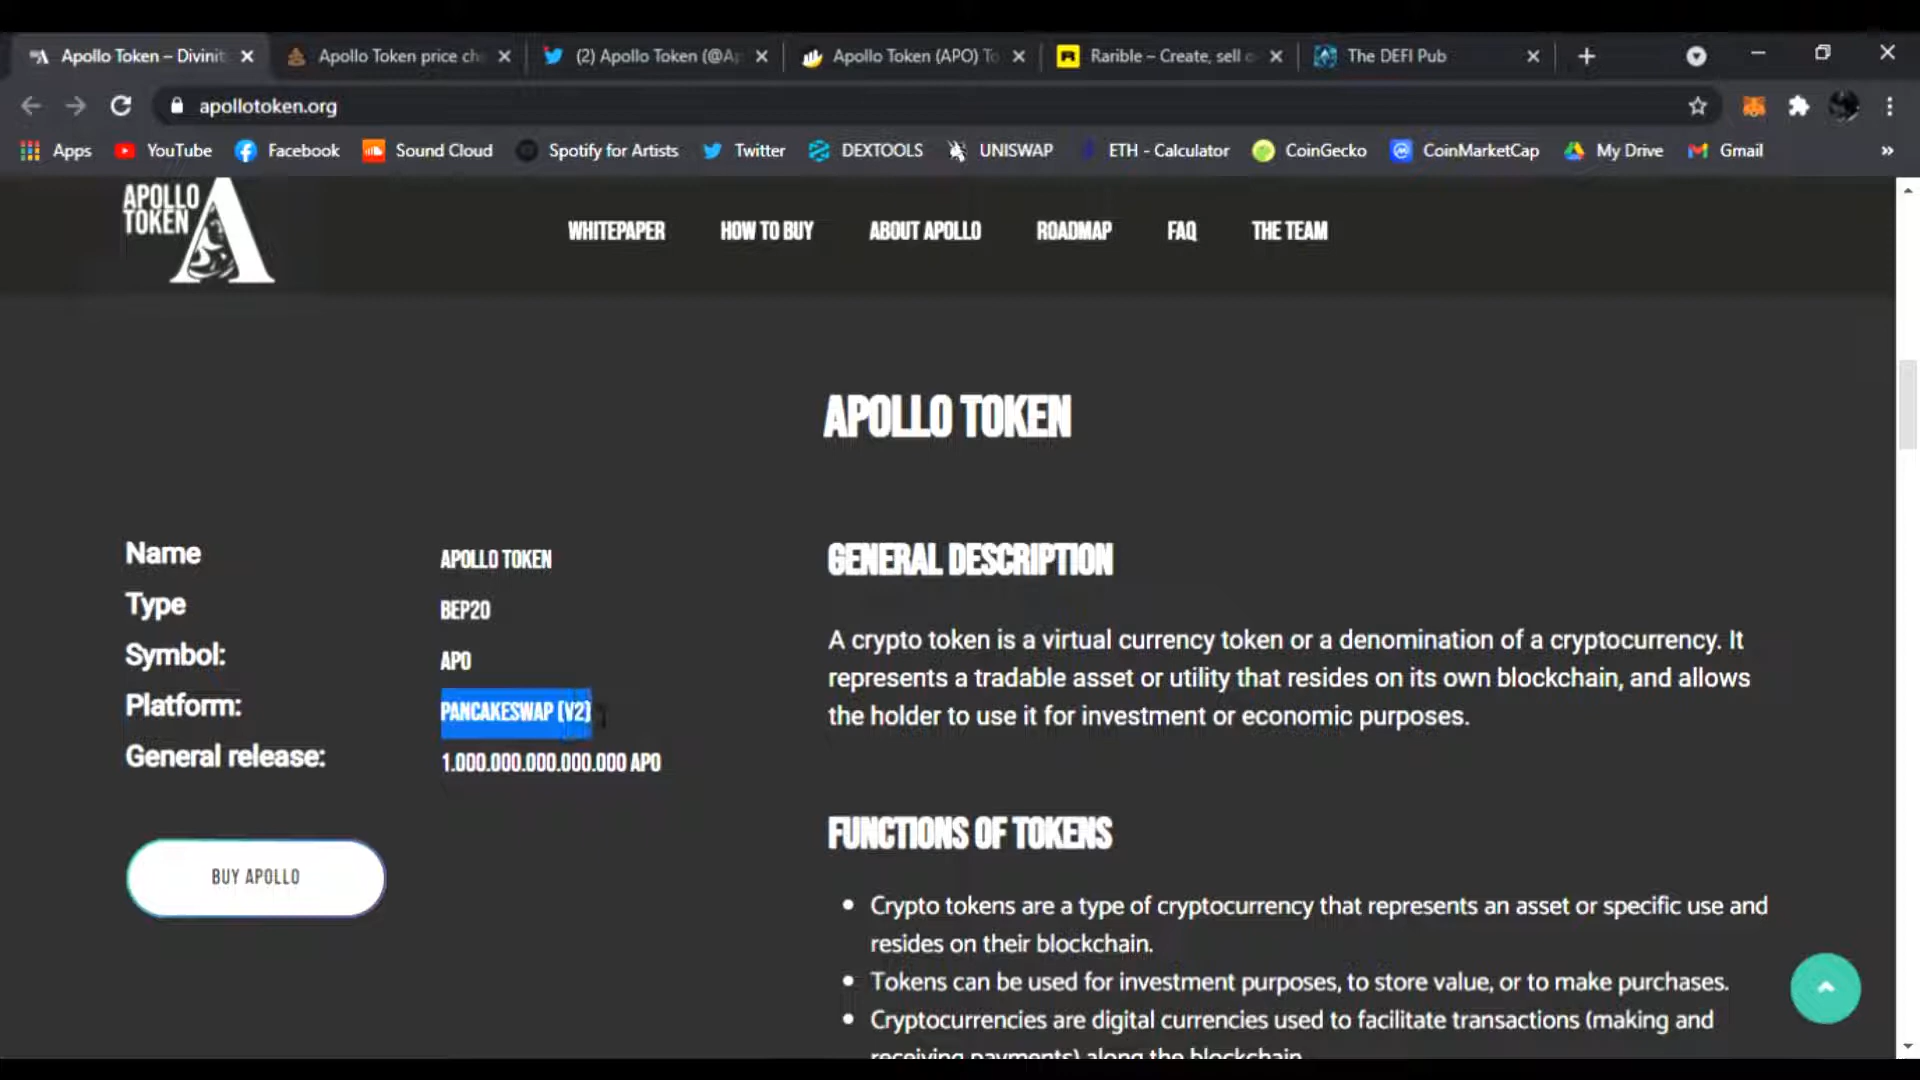 Apollo Token – Divinit
Apollo Token price ch
(2) Apollo Token (@Ap
Apollo Token (APO) To
Rarible – Create, sell o
The DEFI Pub
apollotoken.org
Apps
YouTube
Facebook
Sound Cloud
Spotify for Artists
Twitter
DEXTOOLS
UNISWAP
ETH - Calculator
CoinGecko
CoinMarketCap
My Drive
Gmail
»
APOLLO
TOKEN
WHITEPAPER
HOW TO BUY
ABOUT APOLLO
ROADMAP
FAQ
THE TEAM
APOLLO TOKEN
Name APOLLO TOKEN
Type BEP20
Symbol: APO
Platform: PANCAKESWAP (V2)
General release: 1.000.000.000.000.000 APO
BUY APOLLO
GENERAL DESCRIPTION
A crypto token is a virtual currency token or a denomination of a cryptocurrency. It
represents a tradable asset or utility that resides on its own blockchain, and allows
the holder to use it for investment or economic purposes.
FUNCTIONS OF TOKENS
• Crypto tokens are a type of cryptocurrency that represents an asset or specific use and
resides on their blockchain.
• Tokens can be used for investment purposes, to store value, or to make purchases.
• Cryptocurrencies are digital currencies used to facilitate transactions (making and
receiving payments) along the blockchain.